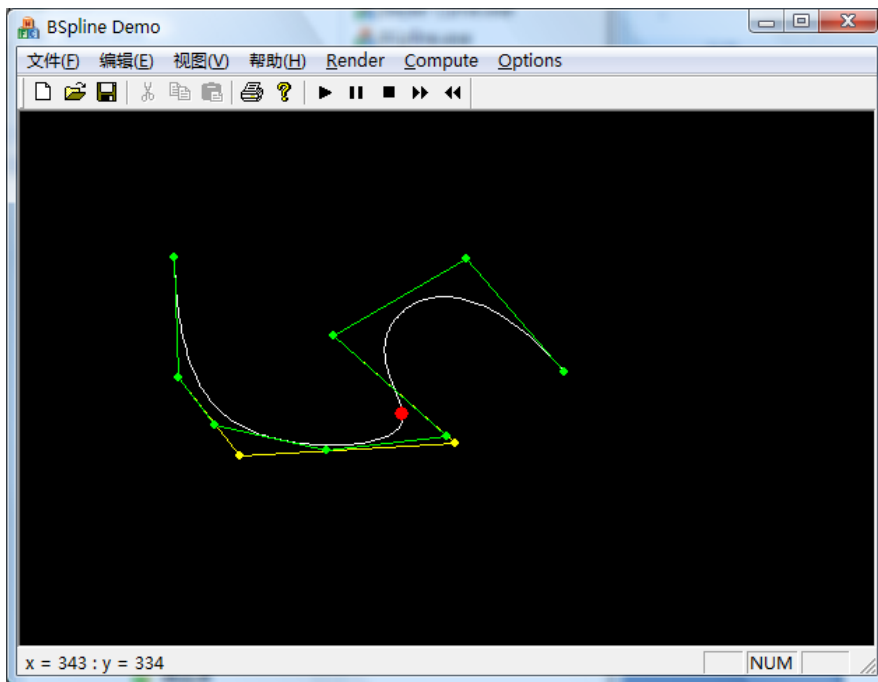 BSpline Demo
文件(F) 编辑(E) 视图(V) 帮助(H) Render Compute Options
x = 343 : y = 334
NUM